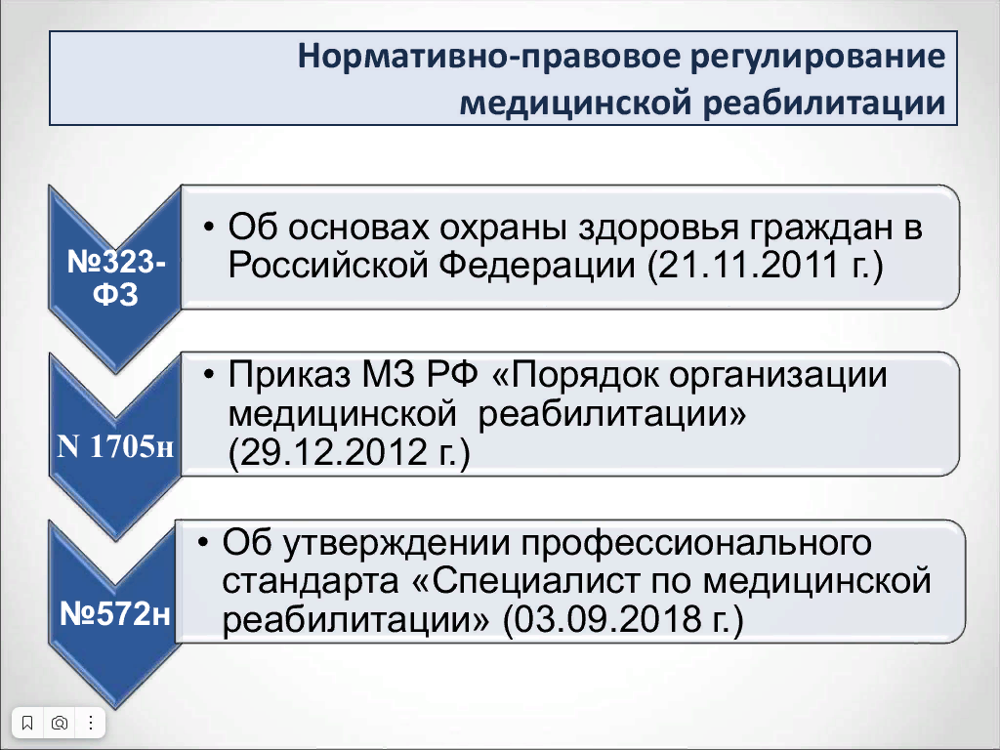 Нормативно-правовое регулирование
медицинской реабилитации
№323-
ФЗ
• Об основах охраны здоровья граждан в
Российской Федерации (21.11.2011 г.)
N 1705н
• Приказ МЗ РФ «Порядок организации
медицинской  реабилитации»
(29.12.2012 г.)
№572н
• Об утверждении профессионального
стандарта «Специалист по медицинской
реабилитации» (03.09.2018 г.)